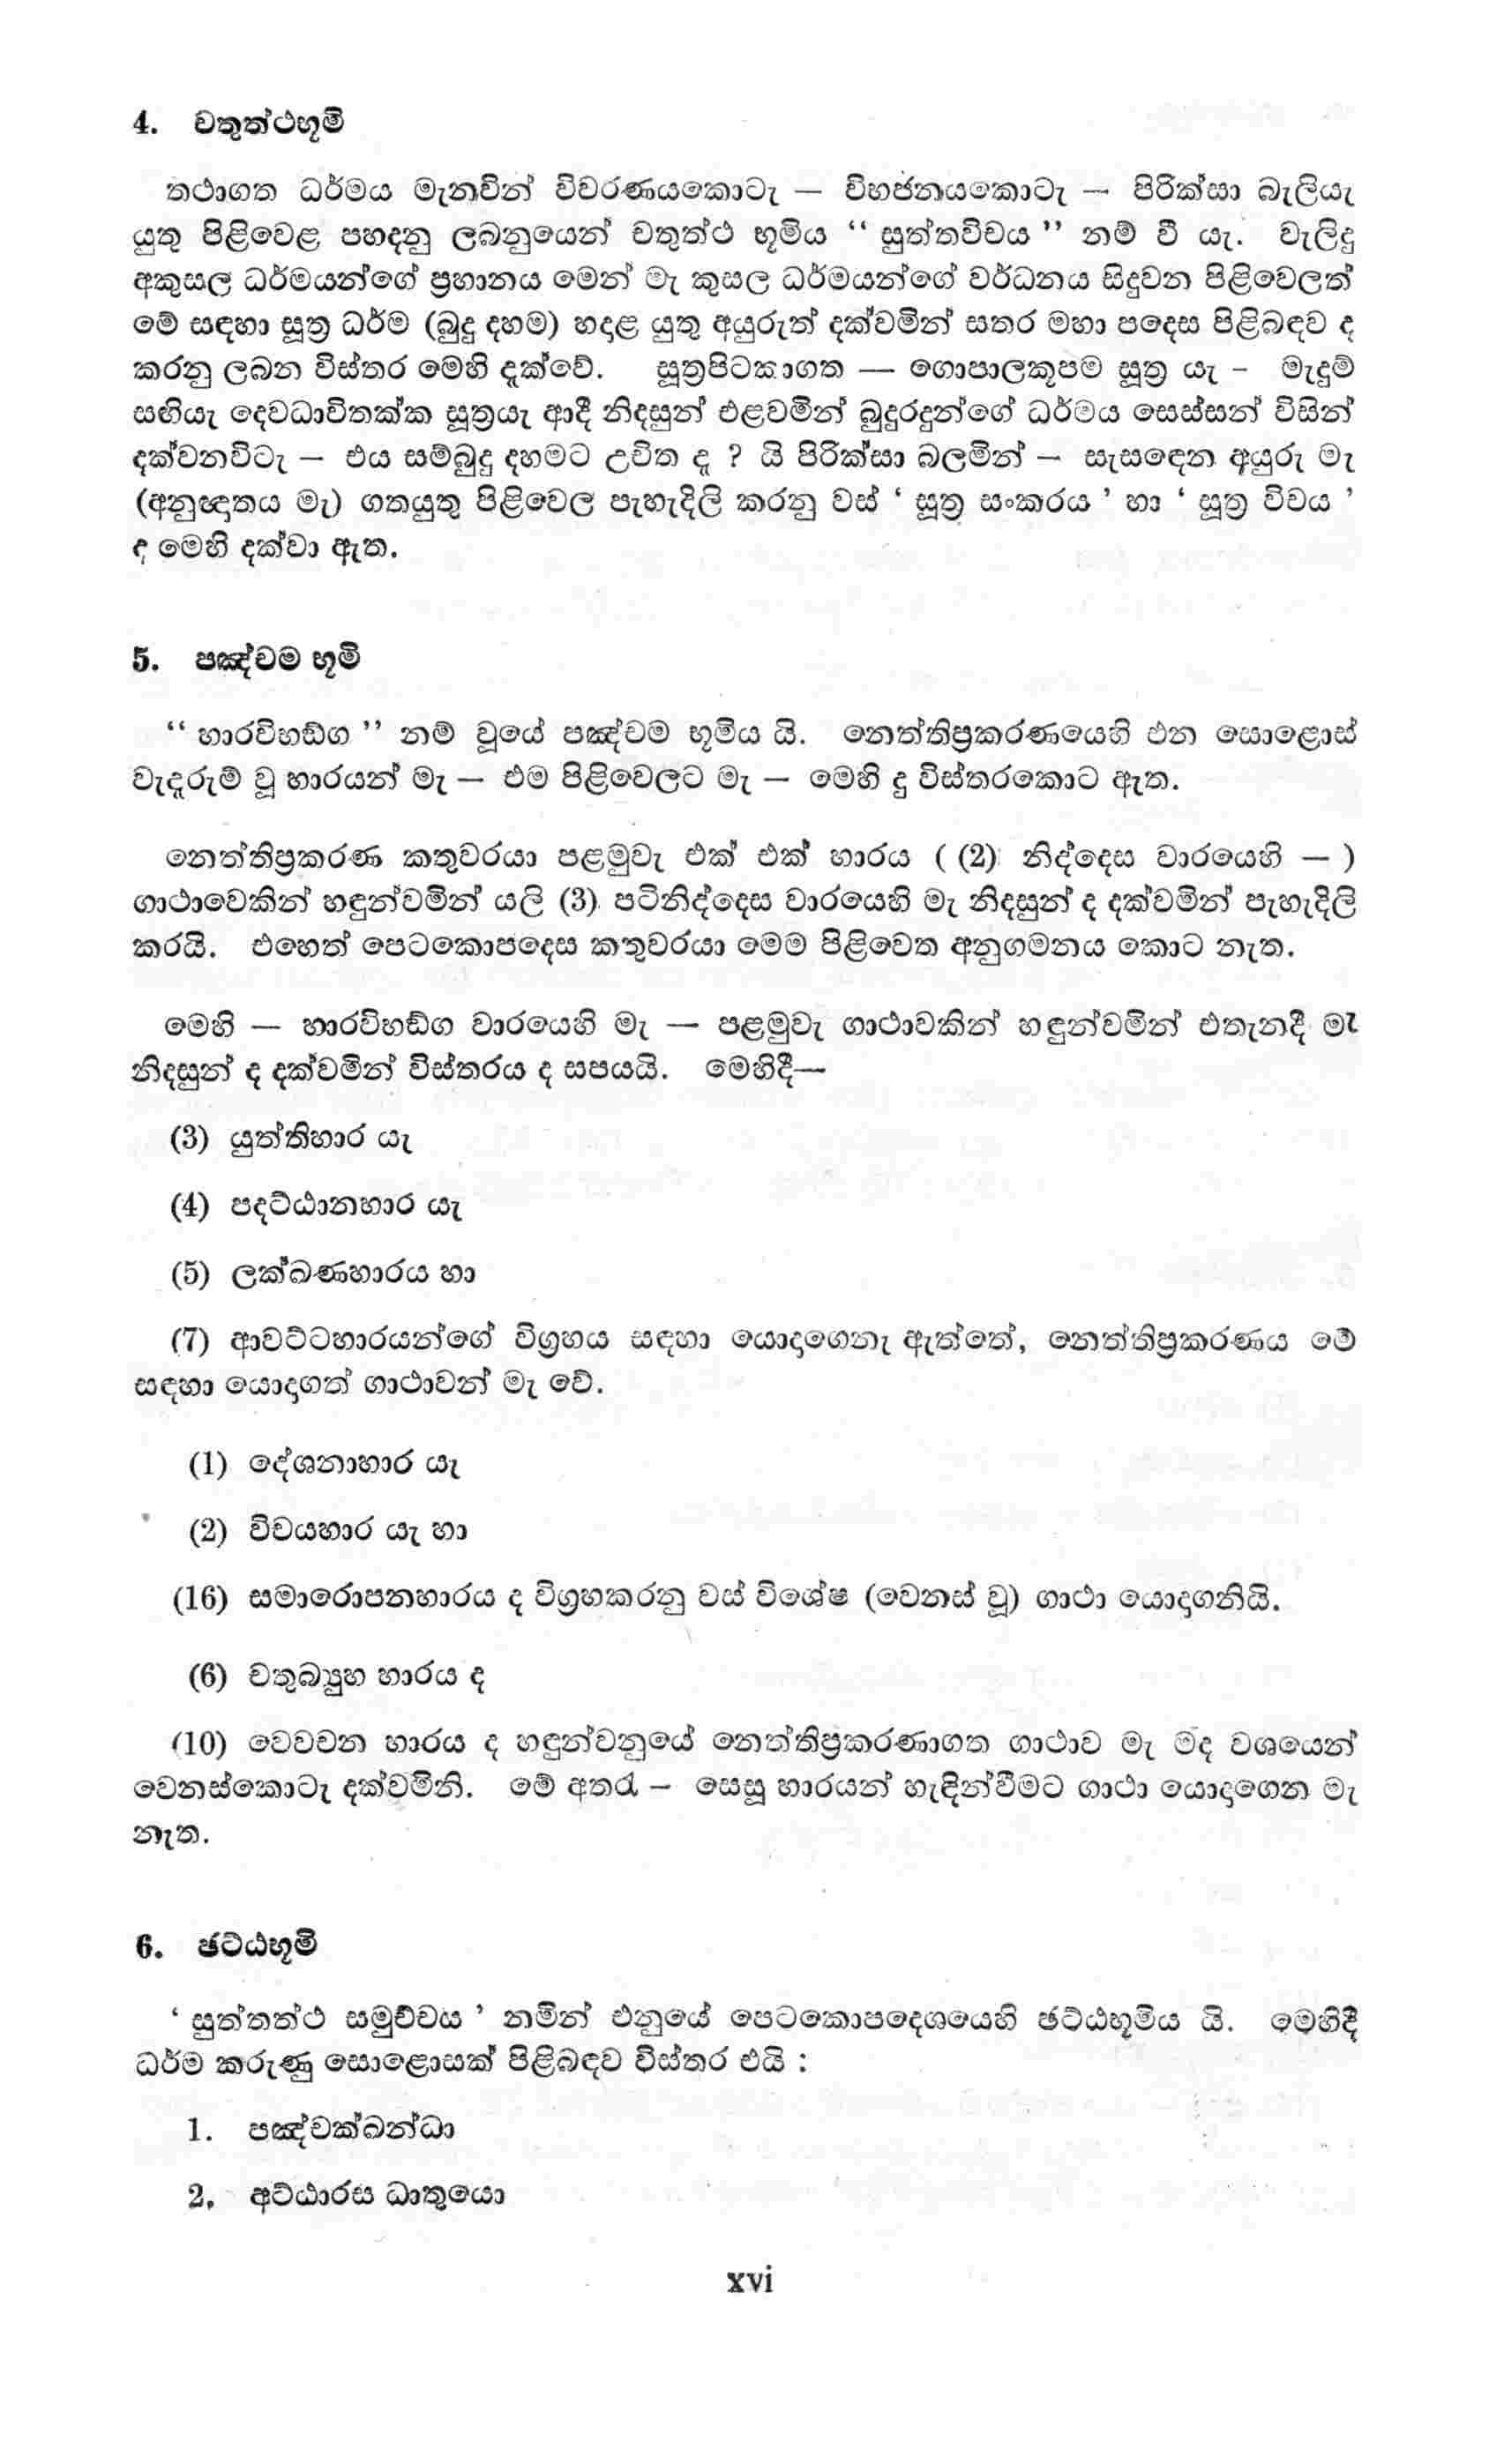 4. චතුත්ථභූමි
තථාගත ධර්මය මැනවින් විවරණයකොටැ — විභජනයකොටැ — පිරික්සා බැලියැ
යුතු පිළිවෙළ පහදනු ලබනුයෙන් චතුත්ථ භූමිය “ සුත්තවිචය ” නම් වී යැ. වැලිදු
අකුසල ධර්මයන්ගේ ප්‍රහානය මෙන් මැ කුසල ධර්මයන්ගේ වර්ධනය සිදුවන පිළිවෙලත්
මේ සඳහා සූත්‍ර ධර්ම (බුදු දහම) හදාළ යුතු අයුරුත් දක්වමින් සතර මහා පදෙස පිළිබඳව ද
කරනු ලබන විස්තර මෙහි දැක්වේ. සූත්‍රපිටකාගත — ගොපාලකූපම සූත්‍ර යැ – මැදුම්
සඟියැ දෙවධාවිතක්ක සූත්‍රයැ ආදී නිදසුන් එළවමින් බුදුරදුන්ගේ ධර්මය සෙස්සන් විසින්
දක්වනවිටැ — එය සම්බුදු දහමට උචිත දැ ? යි පිරික්සා බලමින් — සැසඳෙන අයුරු මැ
(අනුඥාතය මැ) ගතයුතු පිළිවෙල පැහැදිලි කරනු වස් ‘ සූත්‍ර සංකරය ’ හා ‘ සූත්‍ර විචය ’
ද මෙහි දක්වා ඇත.
5. පඤ්චම භූමි
“ හාරවිභඞ්ග ” නම් වූයේ පඤ්චම භූමිය යි. නෙත්තිප්‍රකරණයෙහි එන සොළොස්
වැදෑරුම් වූ හාරයන් මැ — එම පිළිවෙලට මැ — මෙහි දු විස්තරකොට ඇත.
නෙත්තිප්‍රකරණ කතුවරයා පළමුවැ එක් එක් හාරය ( (2) නිද්දෙස වාරයෙහි — )
ගාථාවෙකින් හඳුන්වමින් යලි (3) පටිනිද්දෙස වාරයෙහි මැ නිදසුන් ද දක්වමින් පැහැදිලි
කරයි. එහෙත් පෙටකොපදෙස කතුවරයා මෙම පිළිවෙත අනුගමනය කොට නැත.
මෙහි — හාරවිභඞ්ග වාරයෙහි මැ — පළමුවැ ගාථාවකින් හඳුන්වමින් එතැනදී මැ
නිදසුන් ද දක්වමින් විස්තරය ද සපයයි. මෙහිදී—
(3) යුත්තිහාර යැ
(4) පදට්ඨානහාර යැ
(5) ලක්ඛණහාරය හා
(7) ආවට්ටහාරයන්ගේ විග්‍රහය සඳහා යොදාගෙනැ ඇත්තේ, නෙත්තිප්‍රකරණය මේ
සඳහා යොදාගත් ගාථාවන් මැ වේ.
(1) දේශනාහාර යැ
(2) විචයහාර යැ හා
(16) සමාරොපනහාරය ද විග්‍රහකරනු වස් විශේෂ (වෙනස් වූ) ගාථා යොදාගනියි.
(6) චතුබ්‍යුහ හාරය ද
(10) වෙවචන හාරය ද හඳුන්වනුයේ නෙත්තිප්‍රකරණාගත ගාථාව මැ මඳ වශයෙන්
වෙනස්කොටැ දක්වමිනි. මේ අතරැ — සෙසු හාරයන් හැඳින්වීමට ගාථා යොදාගෙන මැ
නැත.
6. ඡට්ඨභූමි
‘ සුත්තත්ථ සමුච්චය ’ නමින් එනුයේ පෙටකොපදෙශයෙහි ඡට්ඨභූමිය යි. මෙහිදී
ධර්ම කරුණු සොළොසක් පිළිබඳව විස්තර එයි :
1. පඤ්චක්ඛන්ධා
2. අට්ඨාරස ධාතුයො
xvi